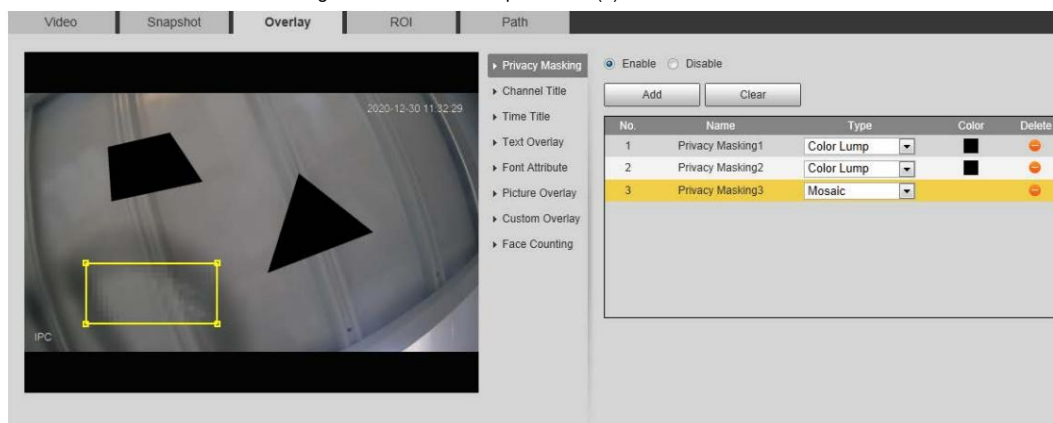 Video Snapshot Overlay ROI Path
2020-12-30 11:32:29
IPC
Privacy Masking
Channel Title
Time Title
Text Overlay
Font Attribute
Picture Overlay
Custom Overlay
Face Counting
Enable Disable
Add Clear
No. Name Type Color Delete
1 Privacy Masking1 Color Lump
2 Privacy Masking2 Color Lump
3 Privacy Masking3 Mosaic